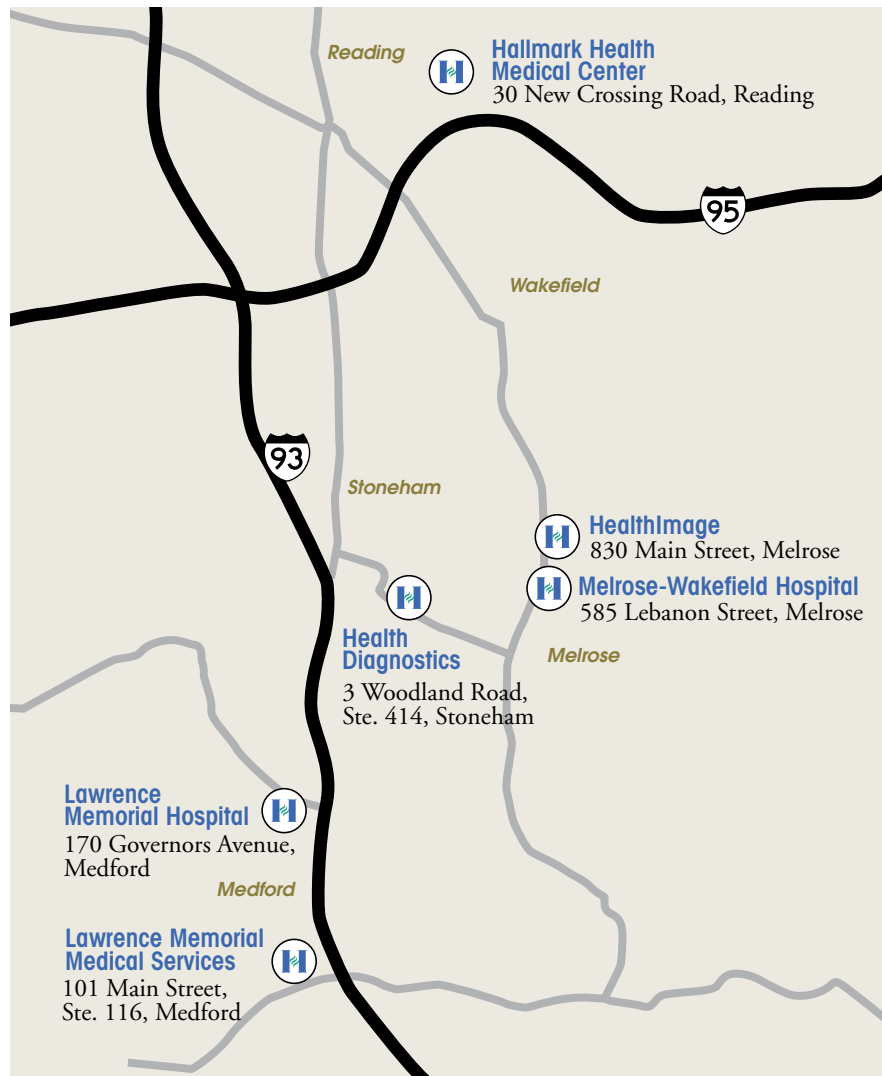 Reading
Hallmark Health
Medical Center
30 New Crossing Road, Reading
95
Wakefield
93
Stoneham
HealthImage
830 Main Street, Melrose
Melrose-Wakefield Hospital
585 Lebanon Street, Melrose
Health
Diagnostics
3 Woodland Road,
Ste. 414, Stoneham
Melrose
Lawrence
Memorial Hospital
170 Governors Avenue,
Medford
Medford
Lawrence Memorial
Medical Services
101 Main Street,
Ste. 116, Medford